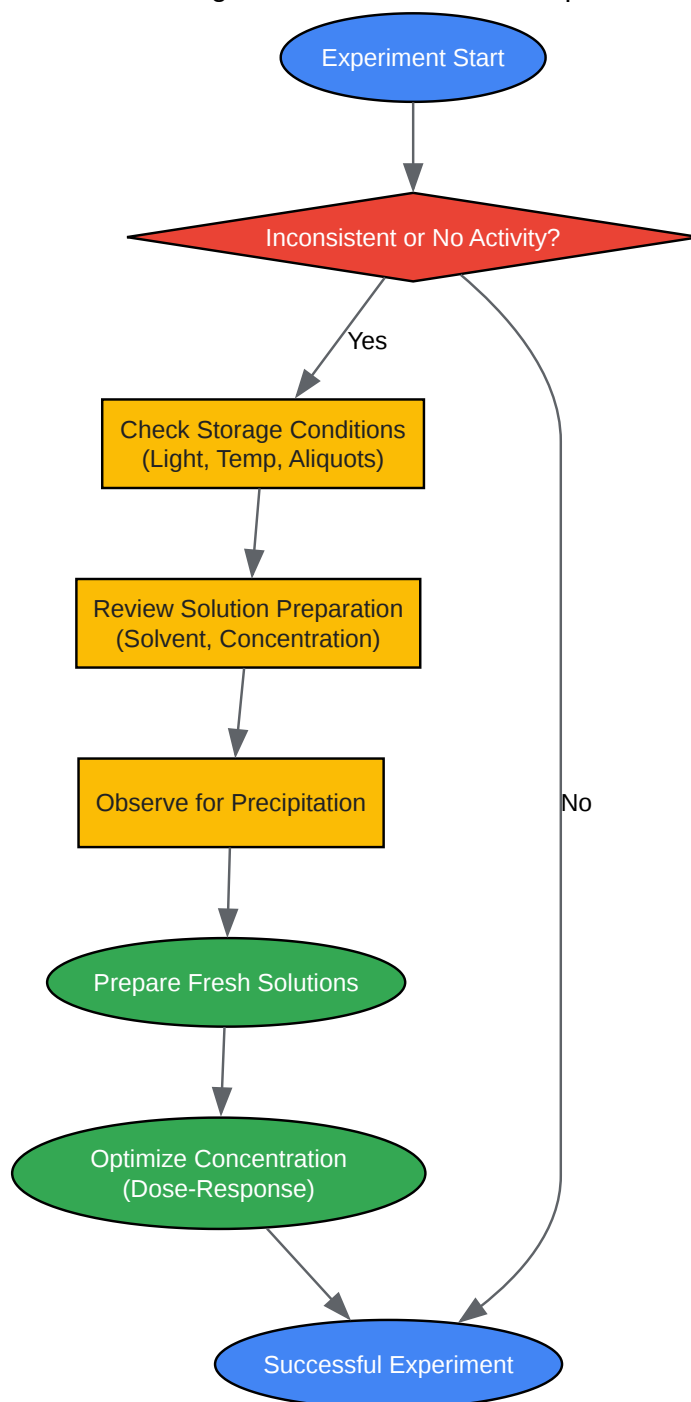 Experiment Start
Inconsistent or No Activity?
Yes
Check Storage Conditions
(Light, Temp, Aliquots)
Review Solution Preparation
(Solvent, Concentration)
Observe for Precipitation
No
Prepare Fresh Solutions
Optimize Concentration
(Dose-Response)
Successful Experiment